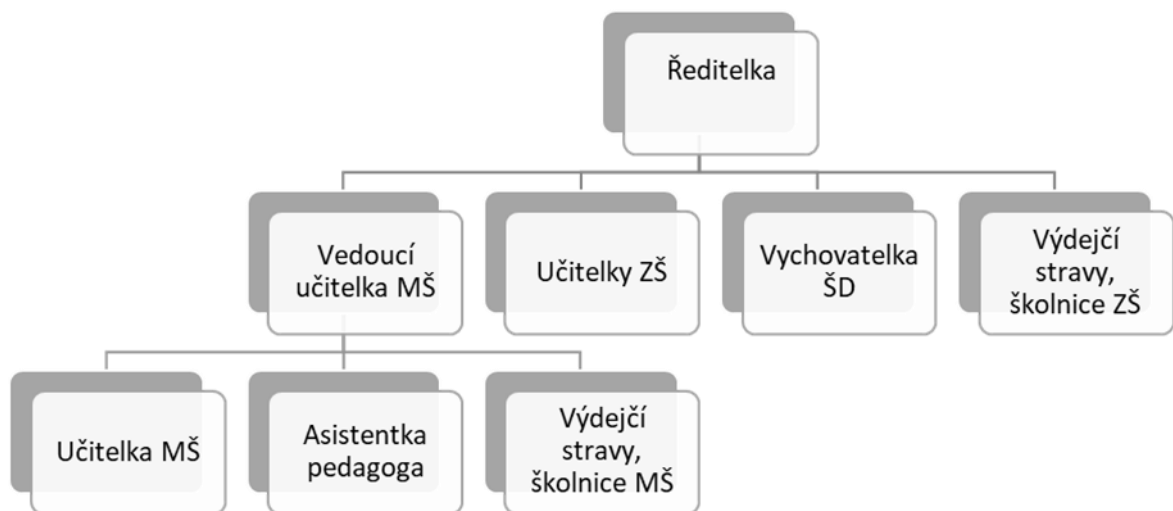 Ředitelka
Vedoucí
učitelka MŠ
Učitelky ZŠ
Vychovatelka
ŠD
Výdejčí
stravy,
školnice ZŠ
Učitelka MŠ
Asistentka
pedagoga
Výdejčí
stravy,
školnice MŠ